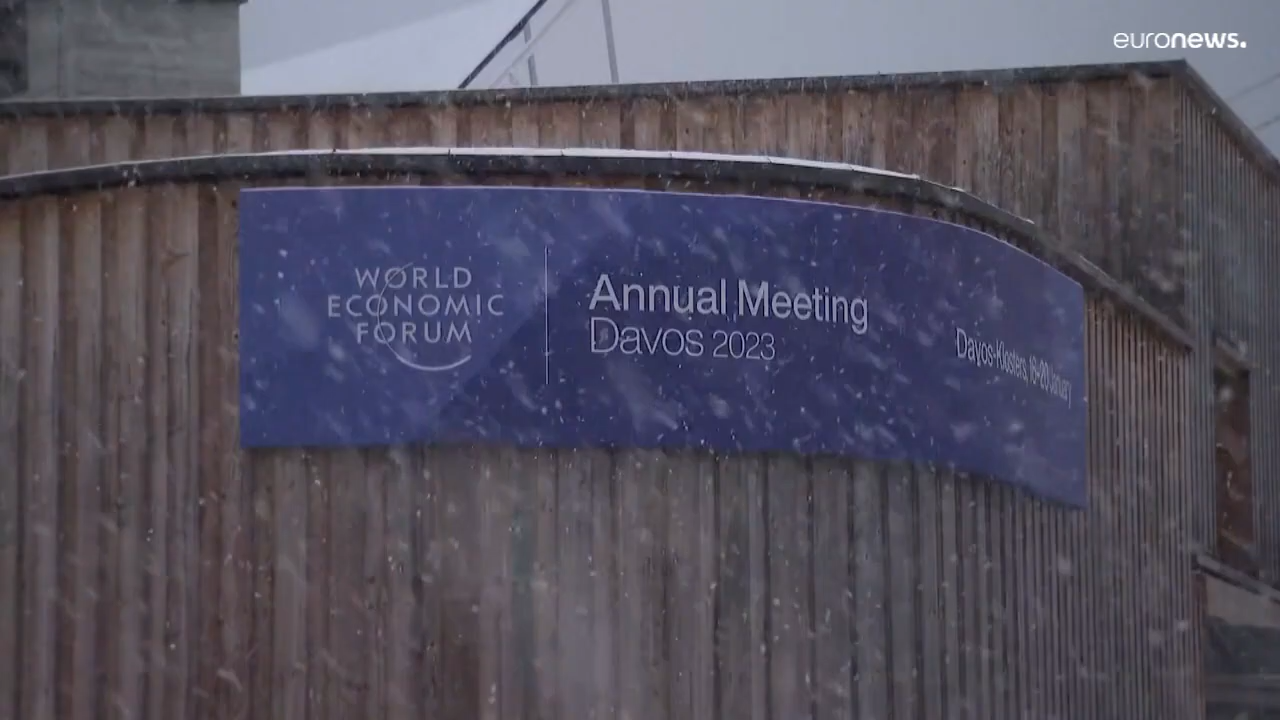 euronews.
WORLD
ECONOMIC
FORUM
Annual Meeting
Davos 2023
Davos-Klosters, 16-20 January